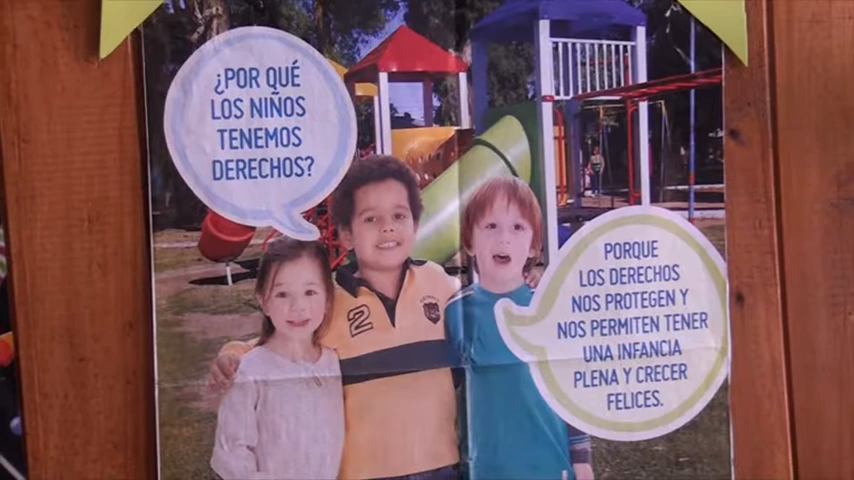 ¿POR QUÉ
LOS NIÑOS
TENEMOS
DERECHOS?
2
PORQUE
LOS DERECHOS
NOS PROTEGEN Y
NOS PERMITEN TENER
UNA INFANCIA
PLENA Y CRECER
FELICES.